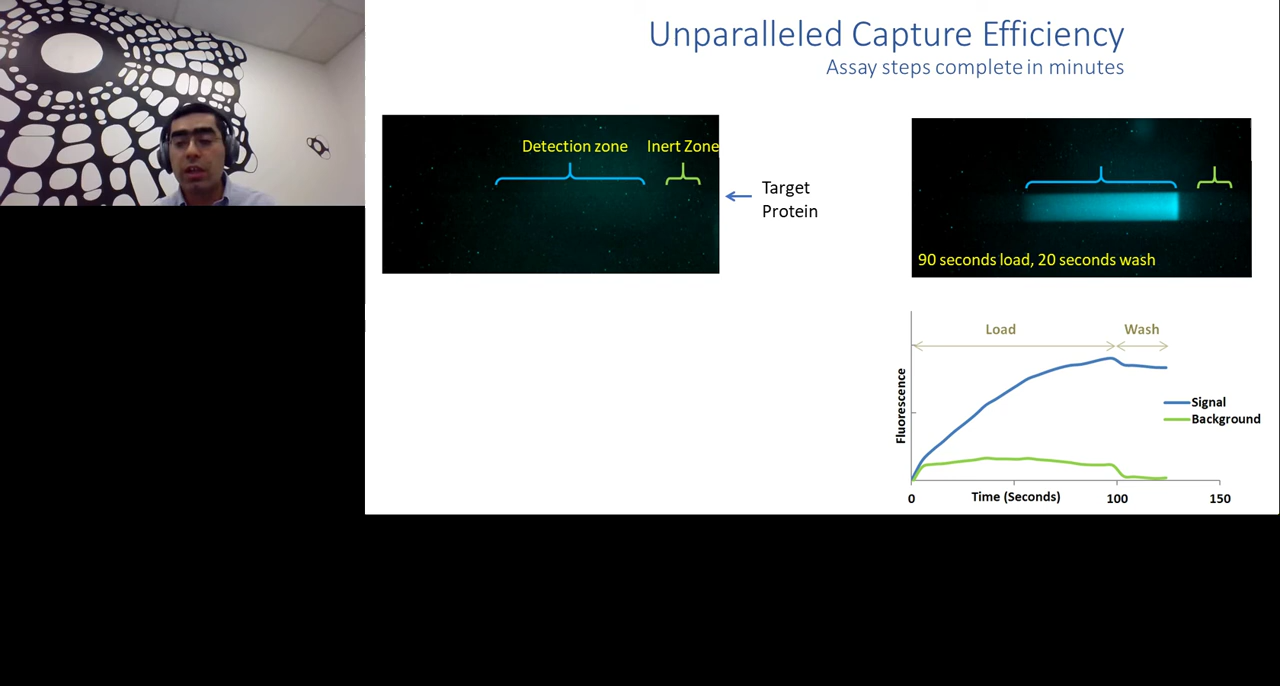 Unparalleled Capture Efficiency
Assay steps complete in minutes
Detection zone
Inert Zone
Target
Protein
90 seconds load, 20 seconds wash
Load
Wash
Fluorescence
Signal
Background
0
100
150
Time (Seconds)